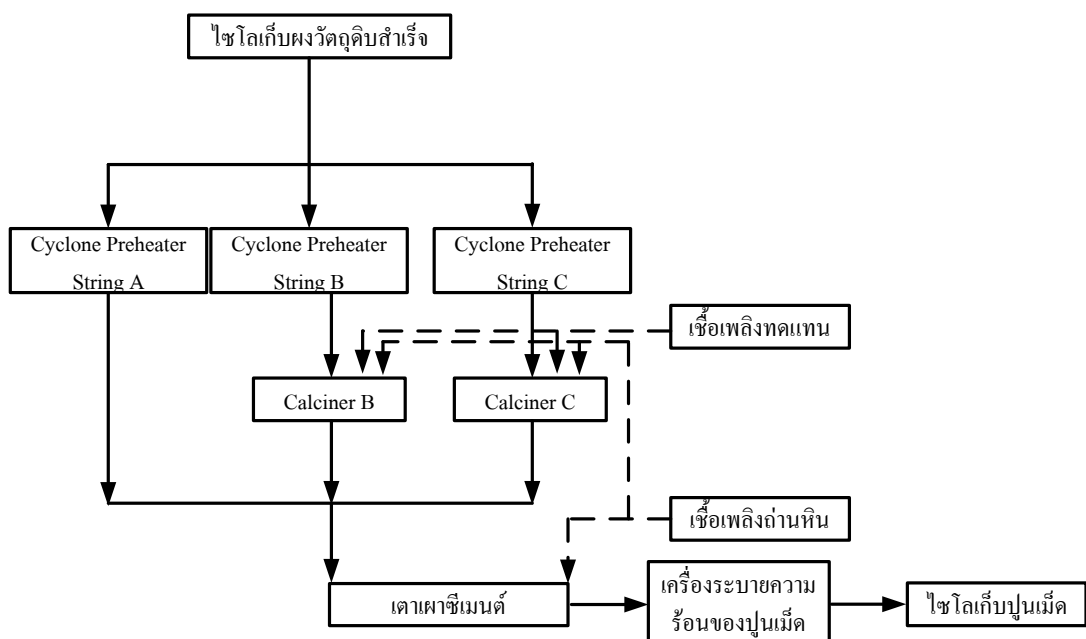 ไซโลเก็บผงวัตถุดิบสำเร็จ
Cyclone Preheater
String A
Cyclone Preheater
String B
Cyclone Preheater
String C
เชื้อเพลิงทดแทน
Calciner B
Calciner C
เชื้อเพลิงถ่านหิน
เตาเผาซีเมนต์
เครื่องระบายความ
ร้อนของปูนเม็ด
ไซโลเก็บปูนเม็ด